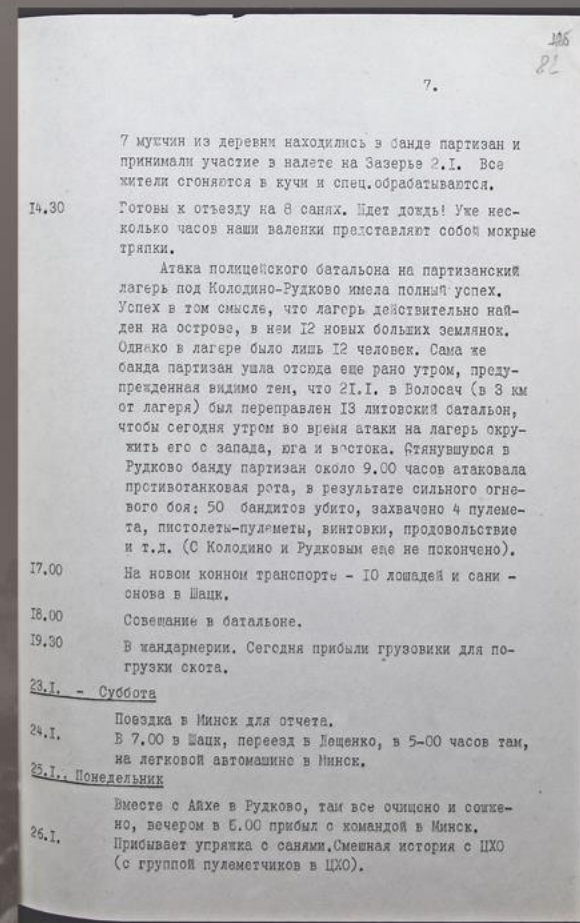 126
82
7.
7 мужчин из деревни находились в банде партизан и
принимали участие в налете на Зазерье 2.I. Все
жители сгоняются в кучи и спец.обрабатываются.
I4.30 Готовы к отъезду на 8 санях. Идет дождь! Уже нес-
колько часов наши валенки представляют собой мокрые
тряпки.
Атака полицейского батальона на партизанский
лагерь под Колодино-Рудково имела полный успех.
Успех в том смысле, что лагерь действительно най-
ден на острове, в нем I2 новых больших землянок.
Однако в лагере было лишь I2 человек. Сама же
банда партизан ушла отсюда еще рано утром, преду-
прежденная видимо тем, что 2I.I. в Волосач (в 3 км
от лагеря) был переправлен I3 литовский батальон,
чтобы сегодня утром во время атаки на лагерь окру-
жить его с запада, юга и востока. Стянувшуюся в
Рудково банду партизан около 9.00 часов атаковала
противотанковая рота, в результате сильного огне-
вого боя: 50 бандитов убито, захвачено 4 пулеме-
та, пистолеты-пулеметы, винтовки, продовольствие
и т.д. (С Колодино и Рудковым еще не покончено).
I7.00 На новом конном транспорте - I0 лошадей и сани -
снова в Шацк.
I8.00 Совещание в батальоне.
I9.30 В жандармерии. Сегодня прибыли грузовики для по-
грузки скота.
23.I. - Суббота
Поездка в Минск для отчета.
24.I. В 7.00 в Шацк, переезд в Лещенко, в 5-00 часов там,
на легковой автомашине в Минск.
25.I.. Понедельник
Вместе с Айхе в Рудково, там все очищено и сожже-
но, вечером в 6.00 прибыл с командой в Минск.
26.I. Прибывает упряжка с санями.Смешная история с ЦХО
(с группой пулеметчиков в ЦХО).